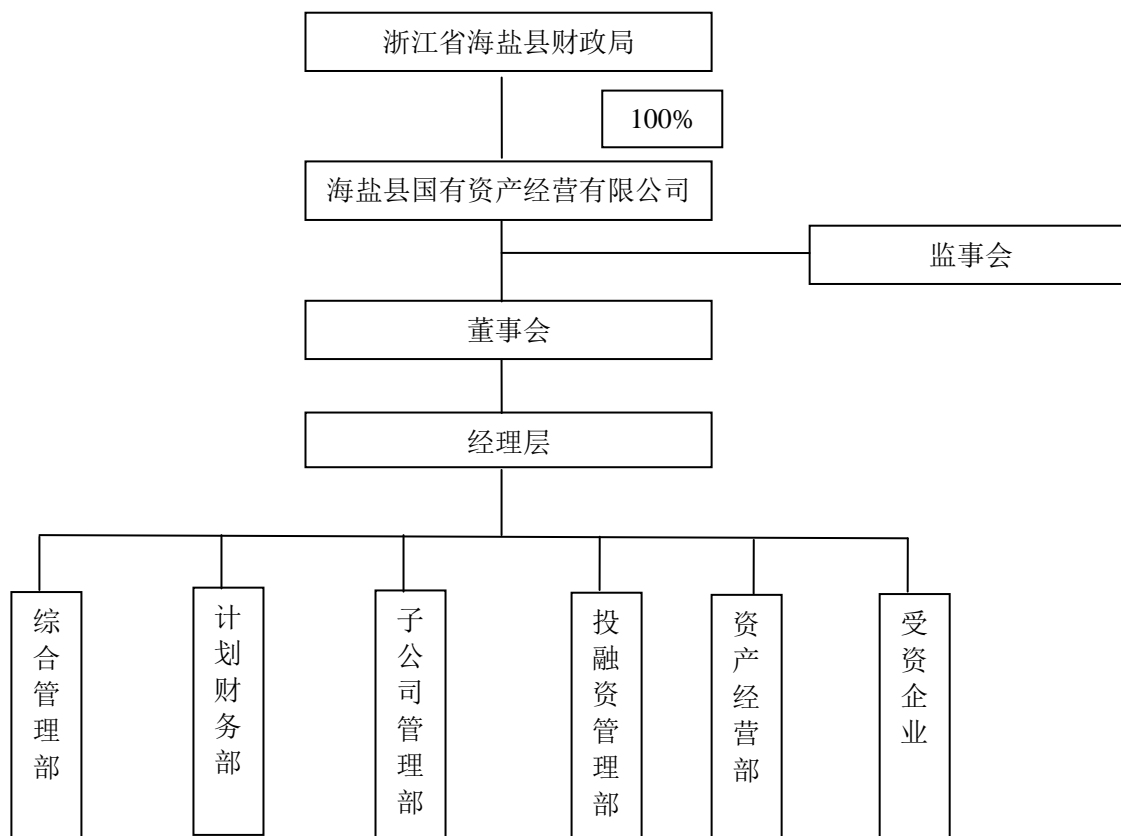 浙江省海盐县财政局
100%
海盐县国有资产经营有限公司
监事会
董事会
经理层
综合管理部
计划财务部
子公司管理部
投融资管理部
资产经营部
受资企业